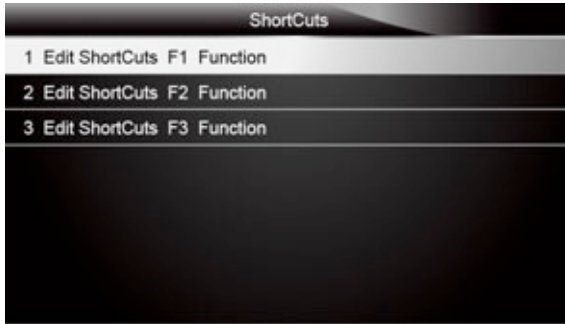 ShortCuts
1 Edit ShortCuts F1 Function
2 Edit ShortCuts F2 Function
3 Edit ShortCuts F3 Function